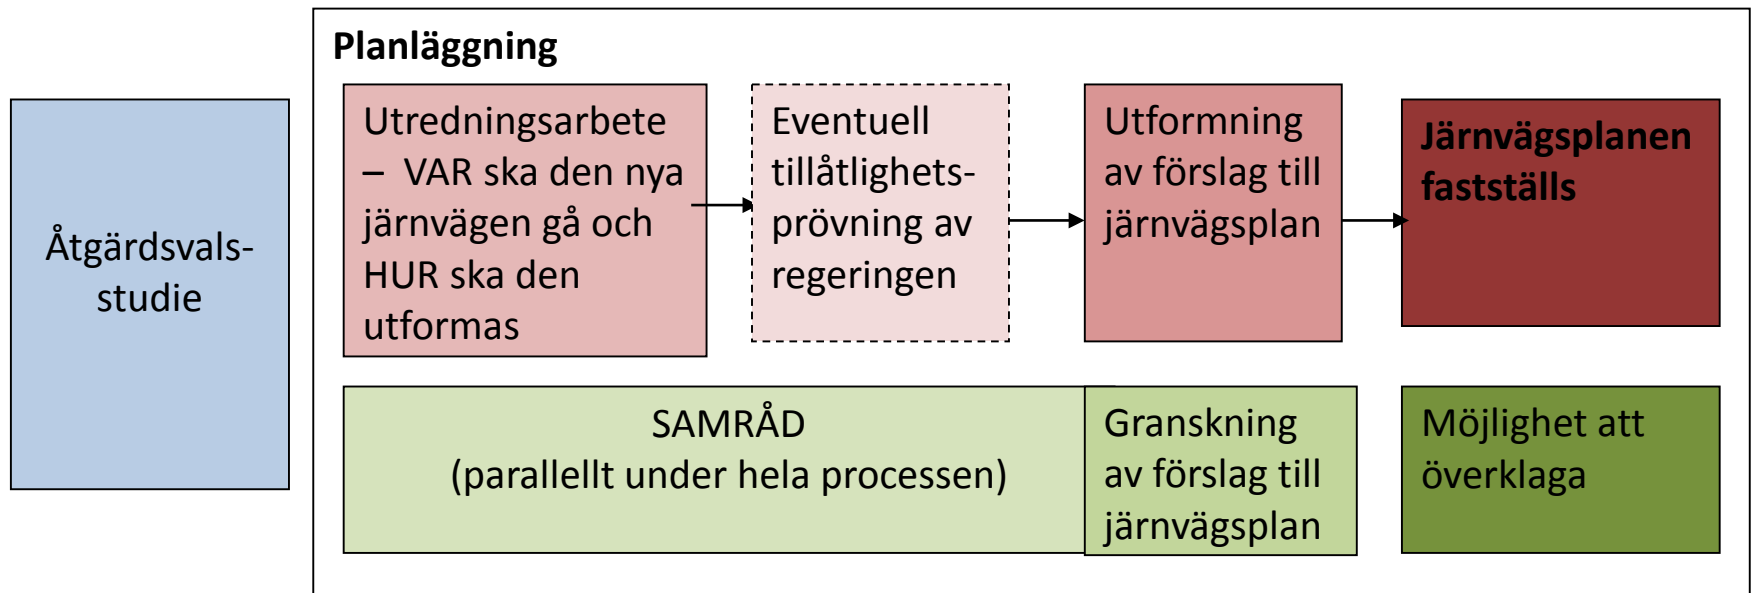 Planläggning
Åtgärdsvals-
studie
Utredningsarbete
– VAR ska den nya
järnvägen gå och
HUR ska den
utformas
Eventuell
tillåtlighets-
prövning av
regeringen
Utformning
av förslag till
järnvägsplan
Järnvägsplanen
fastställs
SAMRÅD
(parallellt under hela processen)
Granskning
av förslag till
järnvägsplan
Möjlighet att
överklaga